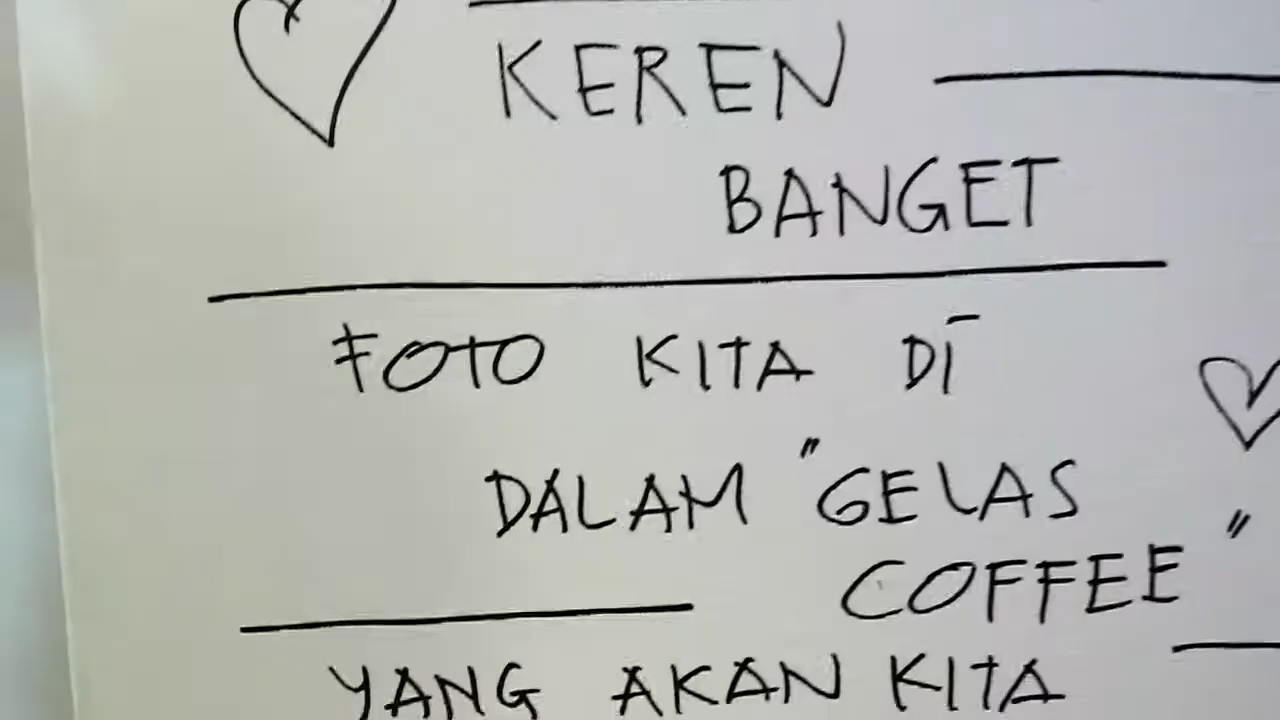 KEREN
BANGET
FOTO KITA DI
DALAM "GELAS
COFFEE"
YANG AKAN KITA